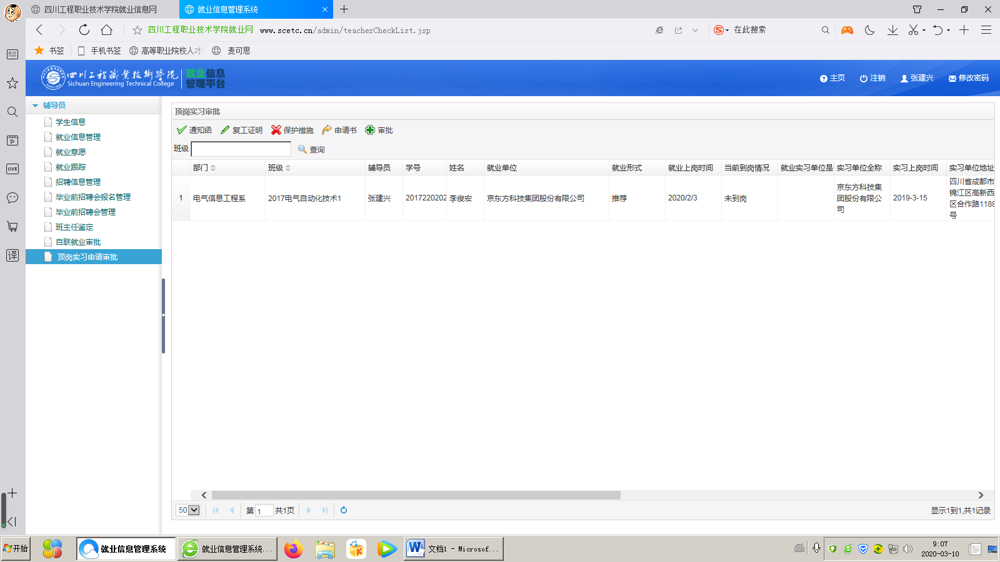 四川工程职业技术学院就业信息网
就业信息管理系统
四川工程职业技术学院就业网 www.scetc.cn/admin/teacherCheckList.jsp
在此搜索
书签 手机书签 高等职业院校人才 麦可思
四川工程職業技術學院 就业信息
Sichuan Engineering Technical College 管理平台
主页 注销 张建兴 修改密码
辅导员
学生信息
就业信息管理
就业意愿
就业跟踪
招聘信息管理
毕业前招聘会报名管理
毕业前招聘会管理
班主任鉴定
自联就业审批
顶岗实习申请审批
顶岗实习审批
通知函 复工证明 保护措施 申请书 审批
班级 查询
部门 班级 辅导员 学号 姓名 就业单位 就业形式 就业上岗时间 当前到岗情况 就业实习单位是 实习单位全称 实习上岗时间 实习单位地址
1 电气信息工程系 2017电气自动化技术1 张建兴 2017220202 李俊宏 京东方科技集团股份有限公司 推荐 2020/2/3 未到岗
京东方科技集
团股份有限公
司
2019-3-15
四川省成都市
锦江区高新西
区合作路1188
号
50 第 1 共1页 显示1到1,共1记录
LIVE
译
开始 就业信息管理系统 就业信息管理系统... 文档1 - Microsof...
9:07
2020-03-10